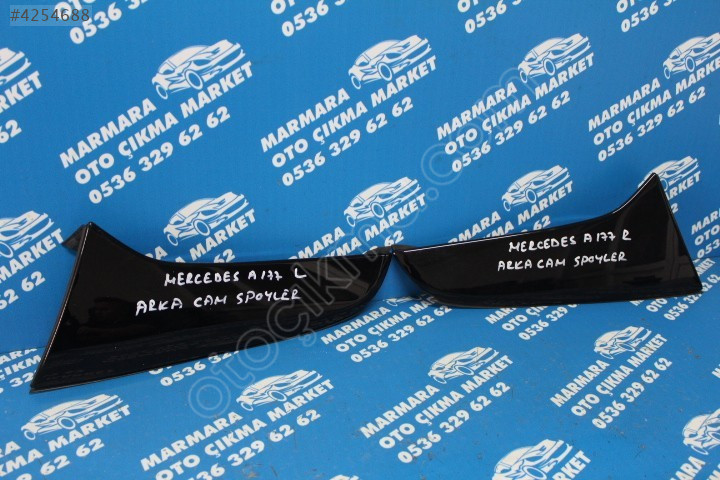 #4254688
MARMARA
OTO ÇIKMA MARKET
0536 329 62 62
MERCEDES A177 L
ARKA CAM SPOYLER
MERCEDES A177 R
ARKA CAM SPOYLER